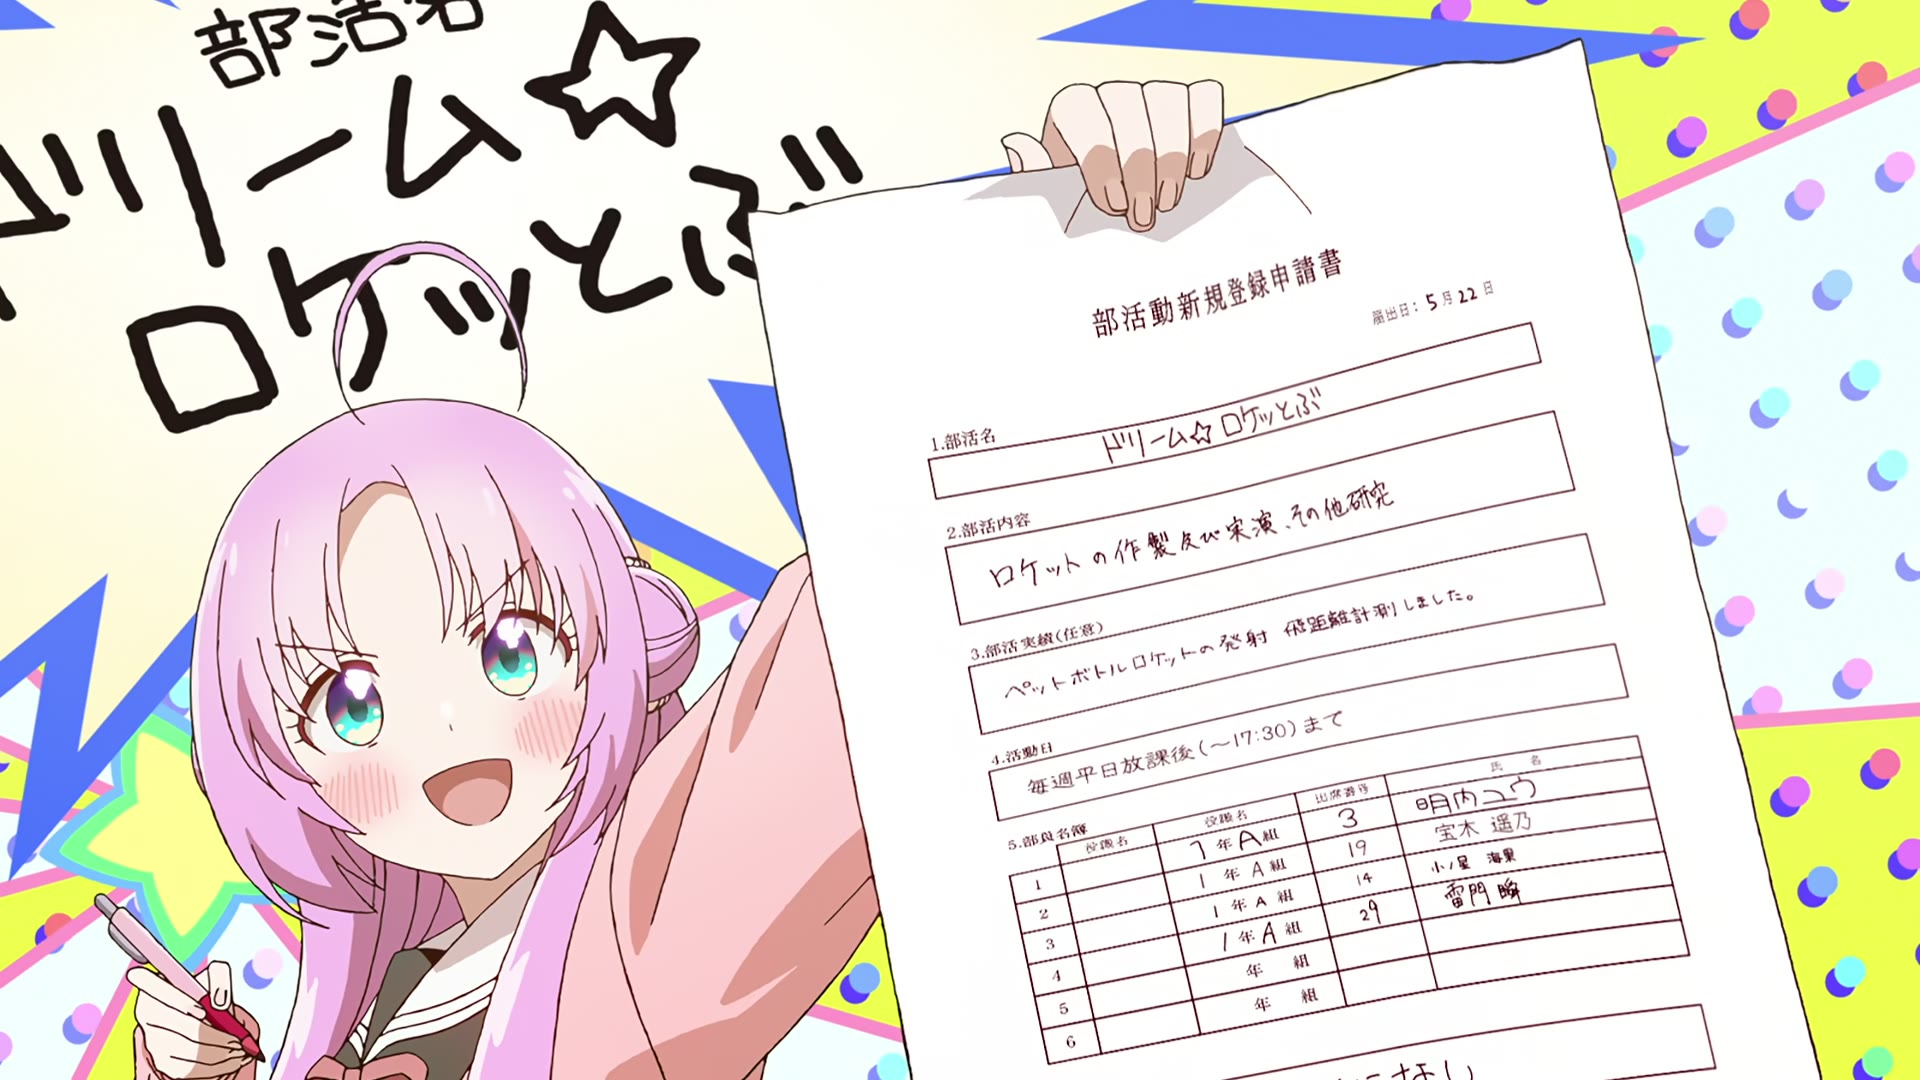 部活名
ドリーム☆
ロケッとぶ
部活動新規登録申請書
届出日: 5月22日
1.部活名
ドリーム☆ロケッとぶ
2.部活内容
ロケットの作製及び実演、その他研究
3.部活実績(任意)
ペットボトルロケットの発射 飛距離計測しました。
4.活動日
毎週平日放課後(〜17:30)まで
5.部員名簿
役職名 役職名 出席番号 氏名
1 1年A組 3 明内ユウ
2 1年A組 19 宝木遥乃
3 1年A組 14 小ノ星海果
4 1年A組 29 雷門瞬
5 年 組
6 年 組
なし